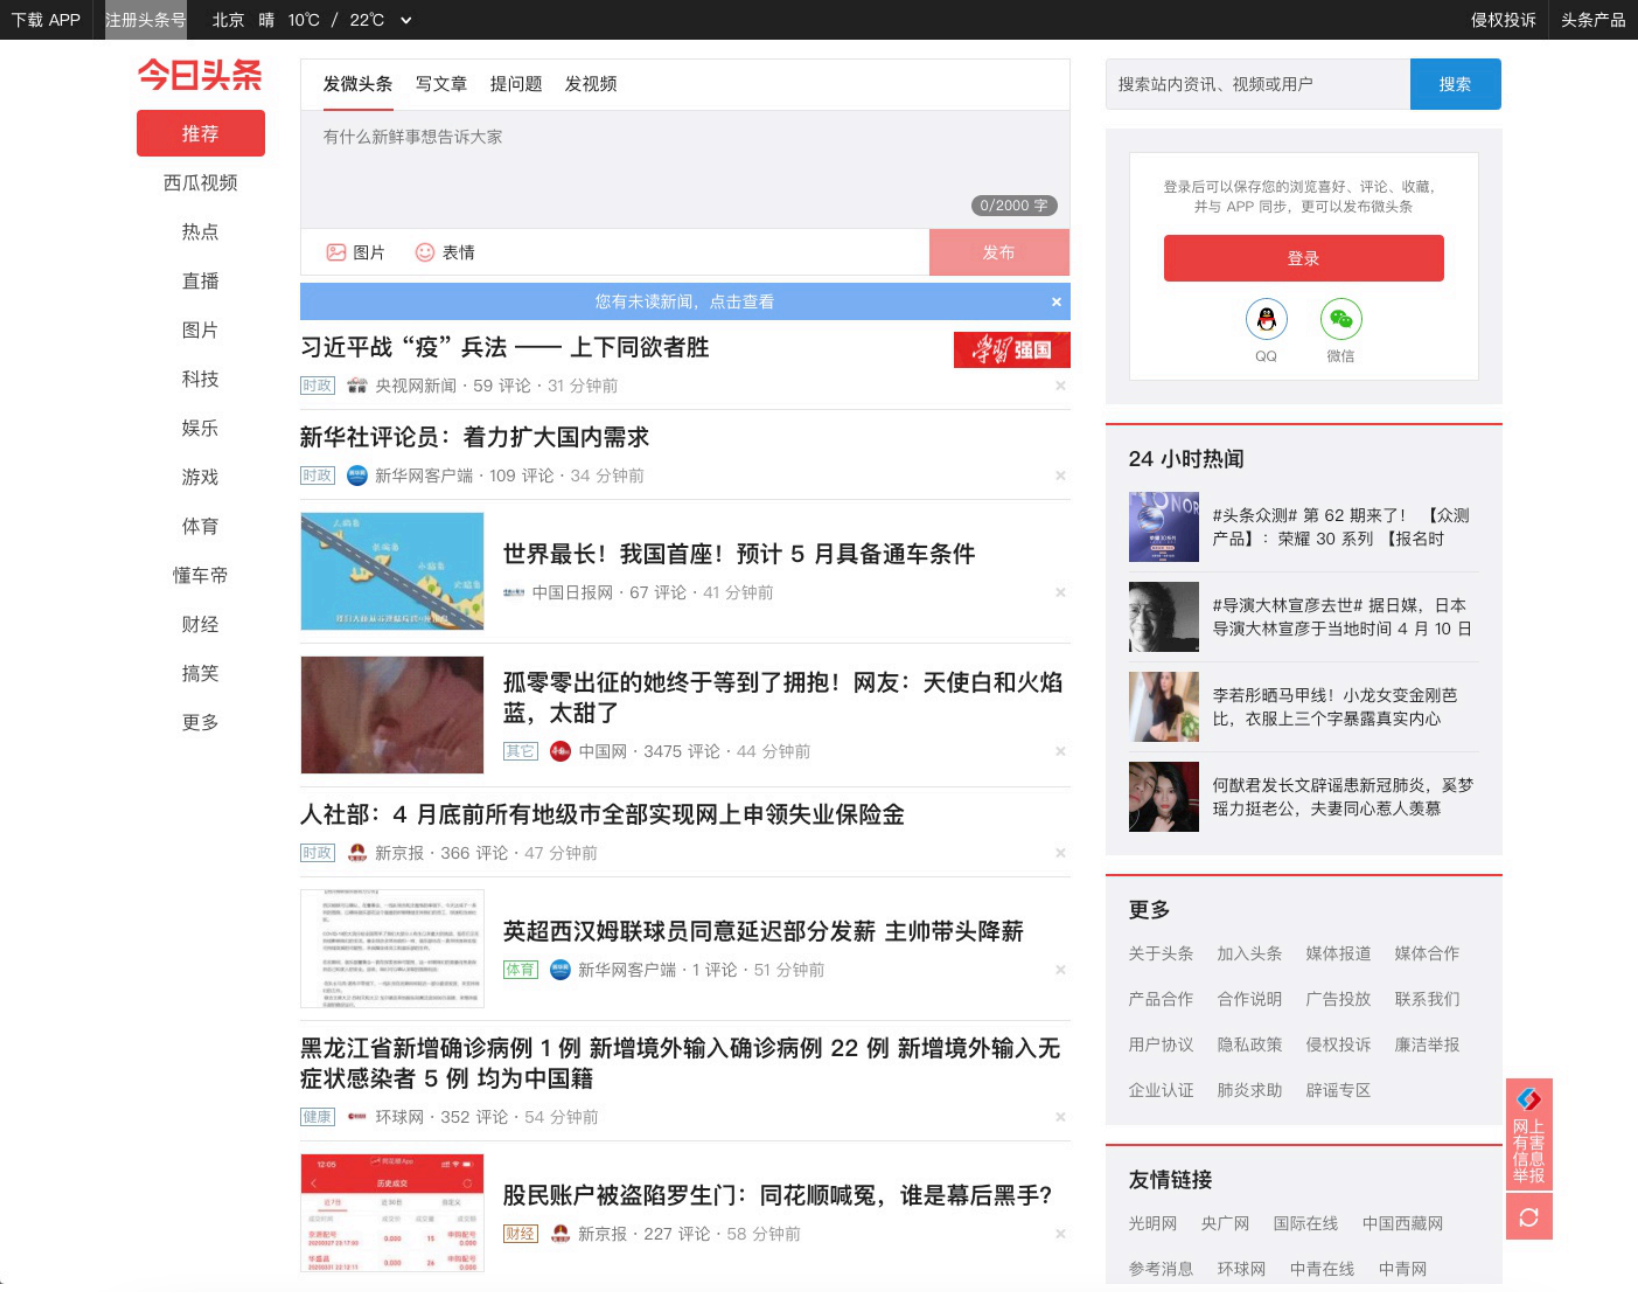 下载 APP
注册头条号
北京 晴 10℃ / 22℃
侵权投诉
头条产品
今日头条
推荐
西瓜视频
热点
直播
图片
科技
娱乐
游戏
体育
懂车帝
财经
搞笑
更多
发微头条 写文章 提问题 发视频
有什么新鲜事想告诉大家
0/2000 字
图片 表情 发布
您有未读新闻，点击查看 ×
习近平战“疫”兵法 —— 上下同欲者胜
学习强国
时政 央视网新闻 · 59 评论 · 31 分钟前
新华社评论员：着力扩大国内需求
时政 新华网客户端 · 109 评论 · 34 分钟前
世界最长！我国首座！预计 5 月具备通车条件
中国日报网 · 67 评论 · 41 分钟前
孤零零出征的她终于等到了拥抱！网友：天使白和火焰
蓝，太甜了
其它 中国网 · 3475 评论 · 44 分钟前
人社部：4 月底前所有地级市全部实现网上申领失业保险金
时政 新京报 · 366 评论 · 47 分钟前
英超西汉姆联球员同意延迟部分发薪 主帅带头降薪
体育 新华网客户端 · 1 评论 · 51 分钟前
黑龙江省新增确诊病例 1 例 新增境外输入确诊病例 22 例 新增境外输入无
症状感染者 5 例 均为中国籍
健康 环球网 · 352 评论 · 54 分钟前
12:05
历史成交
股民账户被盗陷罗生门：同花顺喊冤，谁是幕后黑手？
财经 新京报 · 227 评论 · 58 分钟前
搜索站内资讯、视频或用户 搜索
登录后可以保存您的浏览喜好、评论、收藏，
并与 APP 同步，更可以发布微头条
登录
QQ 微信
24 小时热闻
#头条众测# 第 62 期来了！ 【众测
产品】：荣耀 30 系列 【报名时
#导演大林宣彦去世# 据日媒，日本
导演大林宣彦于当地时间 4 月 10 日
李若彤晒马甲线！小龙女变金刚芭
比，衣服上三个字暴露真实内心
何猷君发长文辟谣患新冠肺炎，奚梦
瑶力挺老公，夫妻同心惹人羡慕
更多
关于头条 加入头条 媒体报道 媒体合作
产品合作 合作说明 广告投放 联系我们
用户协议 隐私政策 侵权投诉 廉洁举报
企业认证 肺炎求助 辟谣专区
友情链接
光明网 央广网 国际在线 中国西藏网
参考消息 环球网 中青在线 中青网
网上
有害
信息
举报